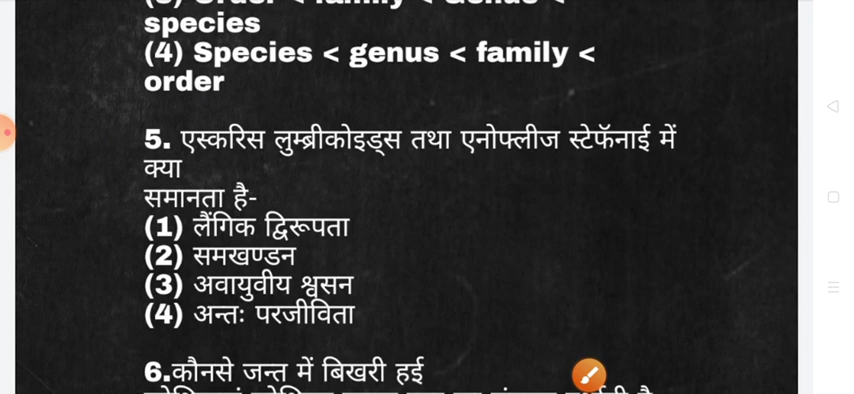 species
(4) Species < genus < family <
order
5. एस्करिस लुम्ब्रीकोइड्स तथा एनोफ्लीज स्टेफॅनाई में
क्या
समानता है-
(1) लैंगिक द्विरूपता
(2) समखण्डन
(3) अवायुवीय श्वसन
(4) अन्तः परजीविता
6.कौनसे जन्त में बिखरी हई